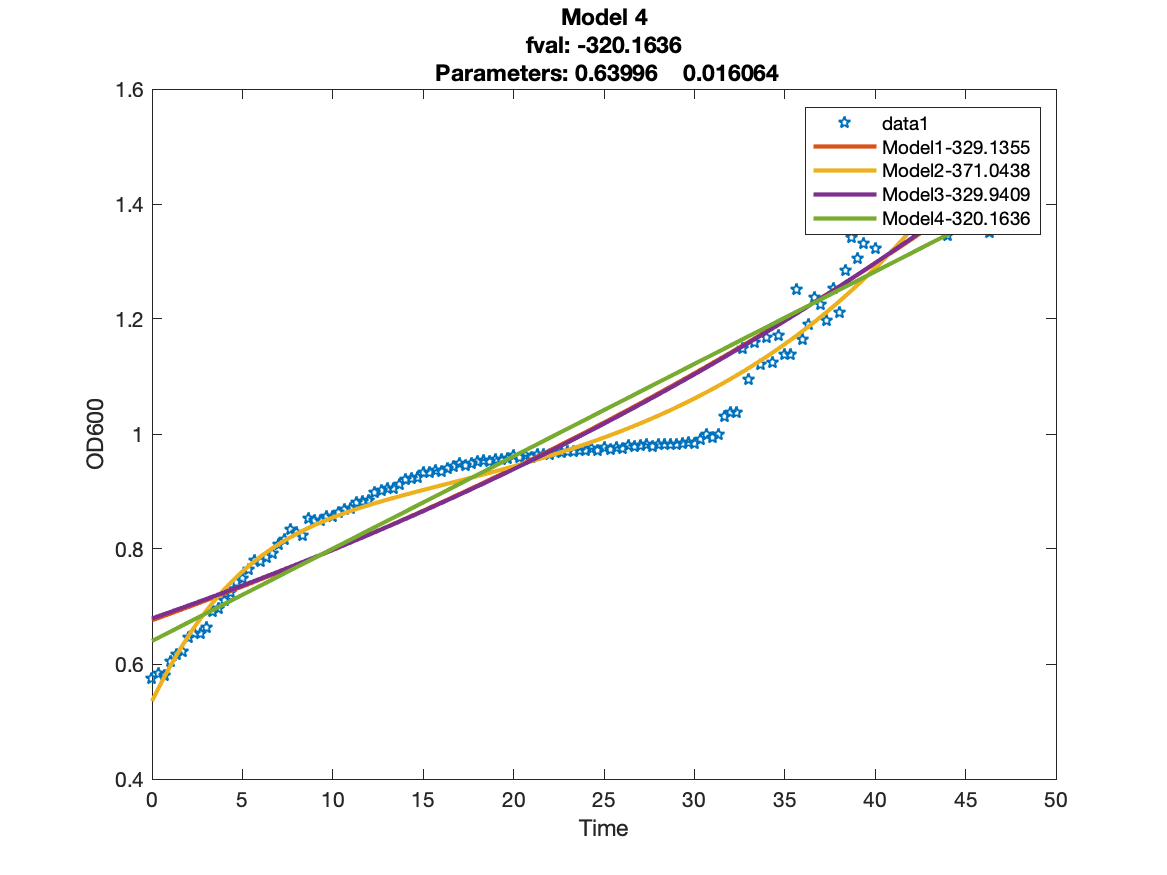 Model 4
fval: -320.1636
Parameters: 0.63996 0.016064
1.6
1.4
1.2
1
0.8
0.6
0.4
OD600
data1
Model1-329.1355
Model2-371.0438
Model3-329.9409
Model4-320.1636
0 5 10 15 20 25 30 35 40 45 50
Time